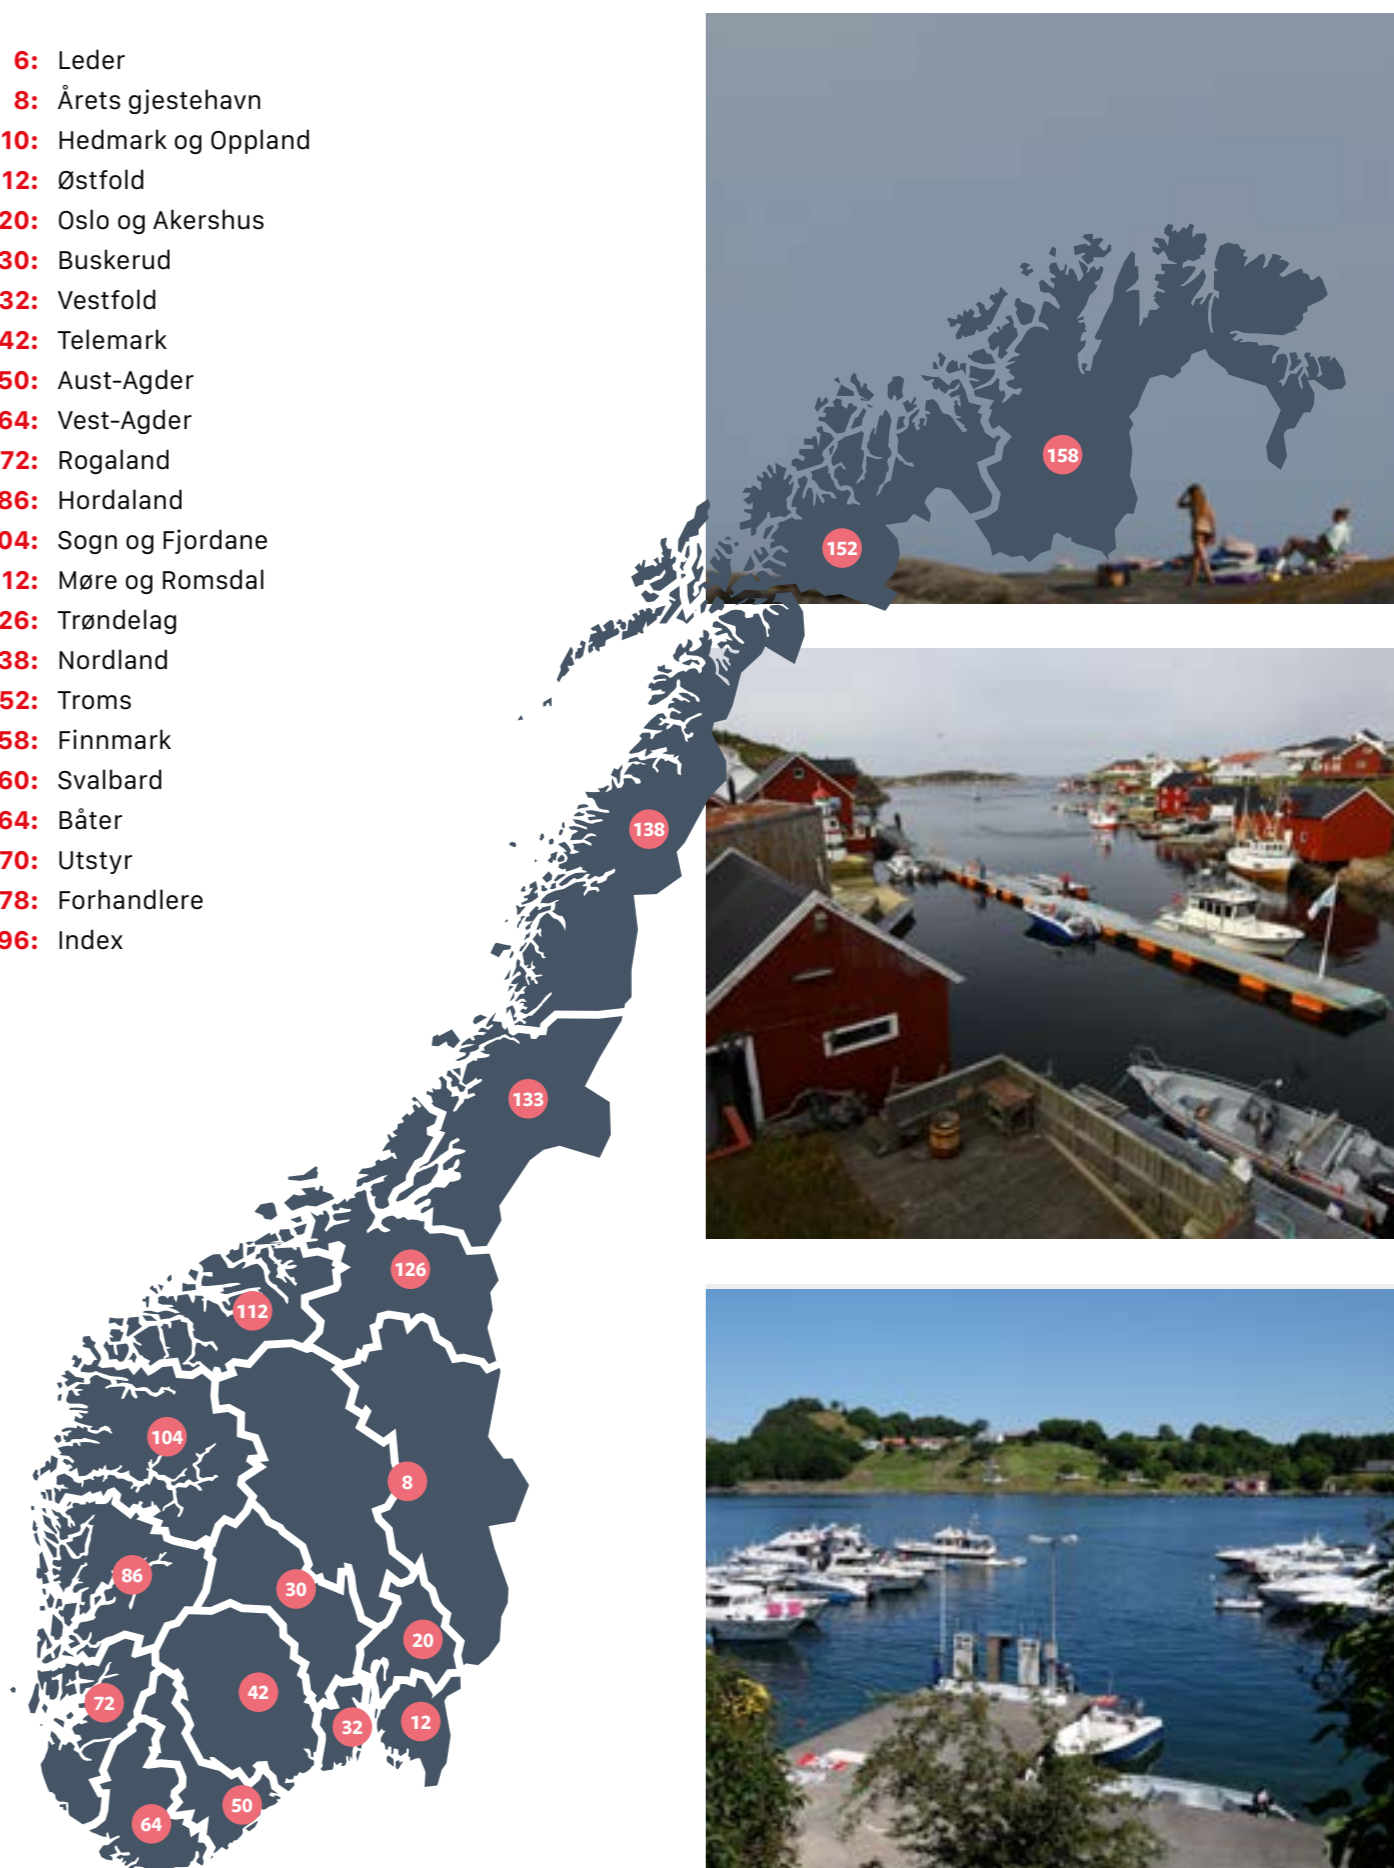 6: Leder
8: Årets gjestehavn
10: Hedmark og Oppland
12: Østfold
20: Oslo og Akershus
30: Buskerud
32: Vestfold
42: Telemark
50: Aust-Agder
64: Vest-Agder
72: Rogaland
86: Hordaland
04: Sogn og Fjordane
12: Møre og Romsdal
26: Trøndelag
38: Nordland
52: Troms
58: Finnmark
60: Svalbard
64: Båter
70: Utstyr
78: Forhandlere
96: Index
158
152
138
133
126
112
104
8
86
30
20
42
72
12
32
50
64